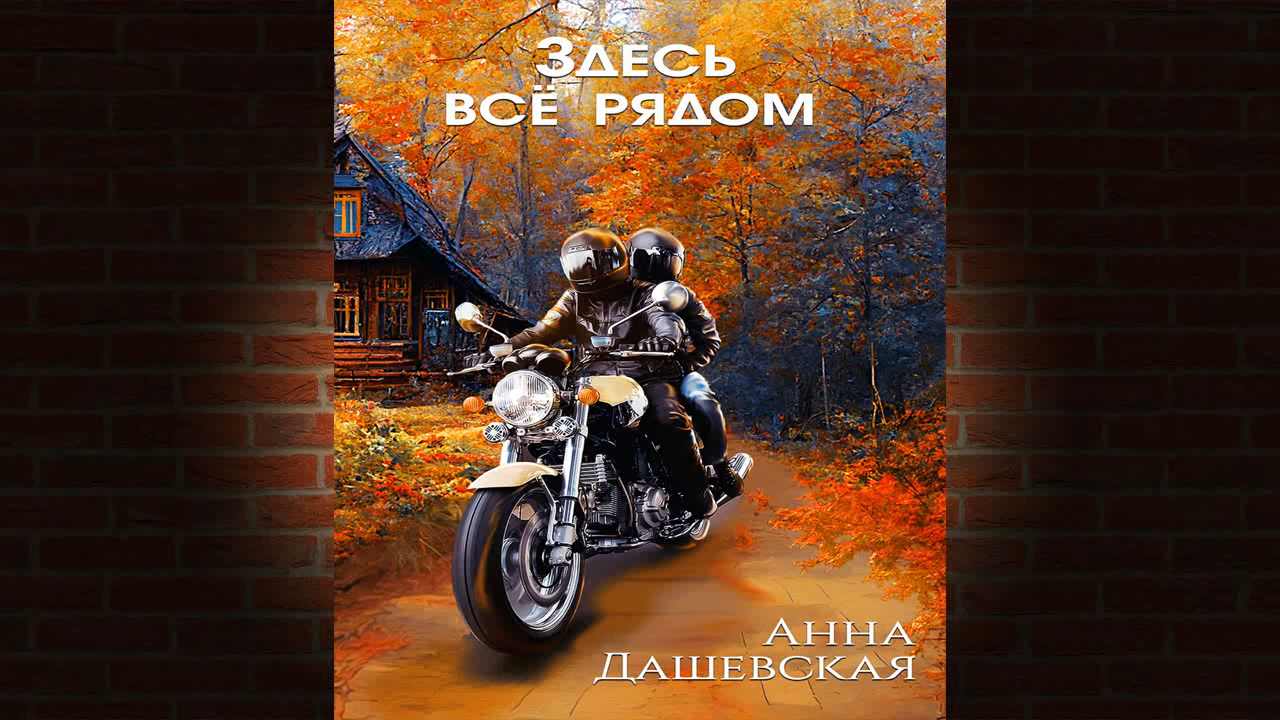 Здесь
всё рядом
Анна
Дашевская